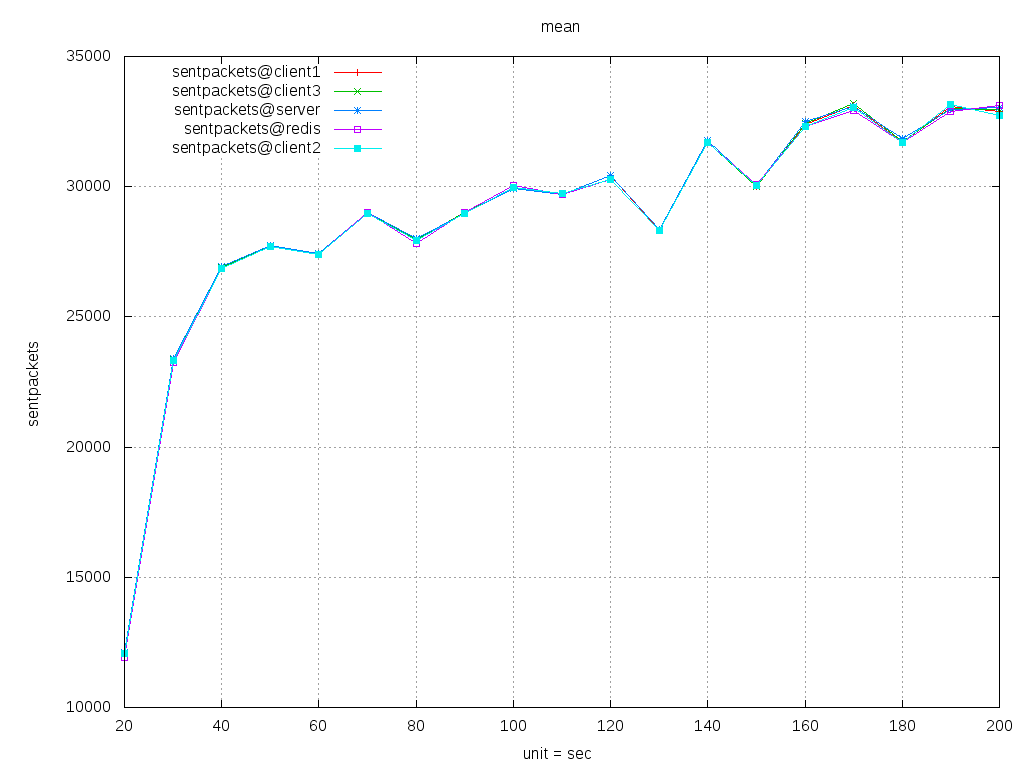 mean
35000
30000
25000
20000
15000
10000
sentpackets
sentpackets@client1
sentpackets@client3
sentpackets@server
sentpackets@redis
sentpackets@client2
20 40 60 80 100 120 140 160 180 200
unit = sec